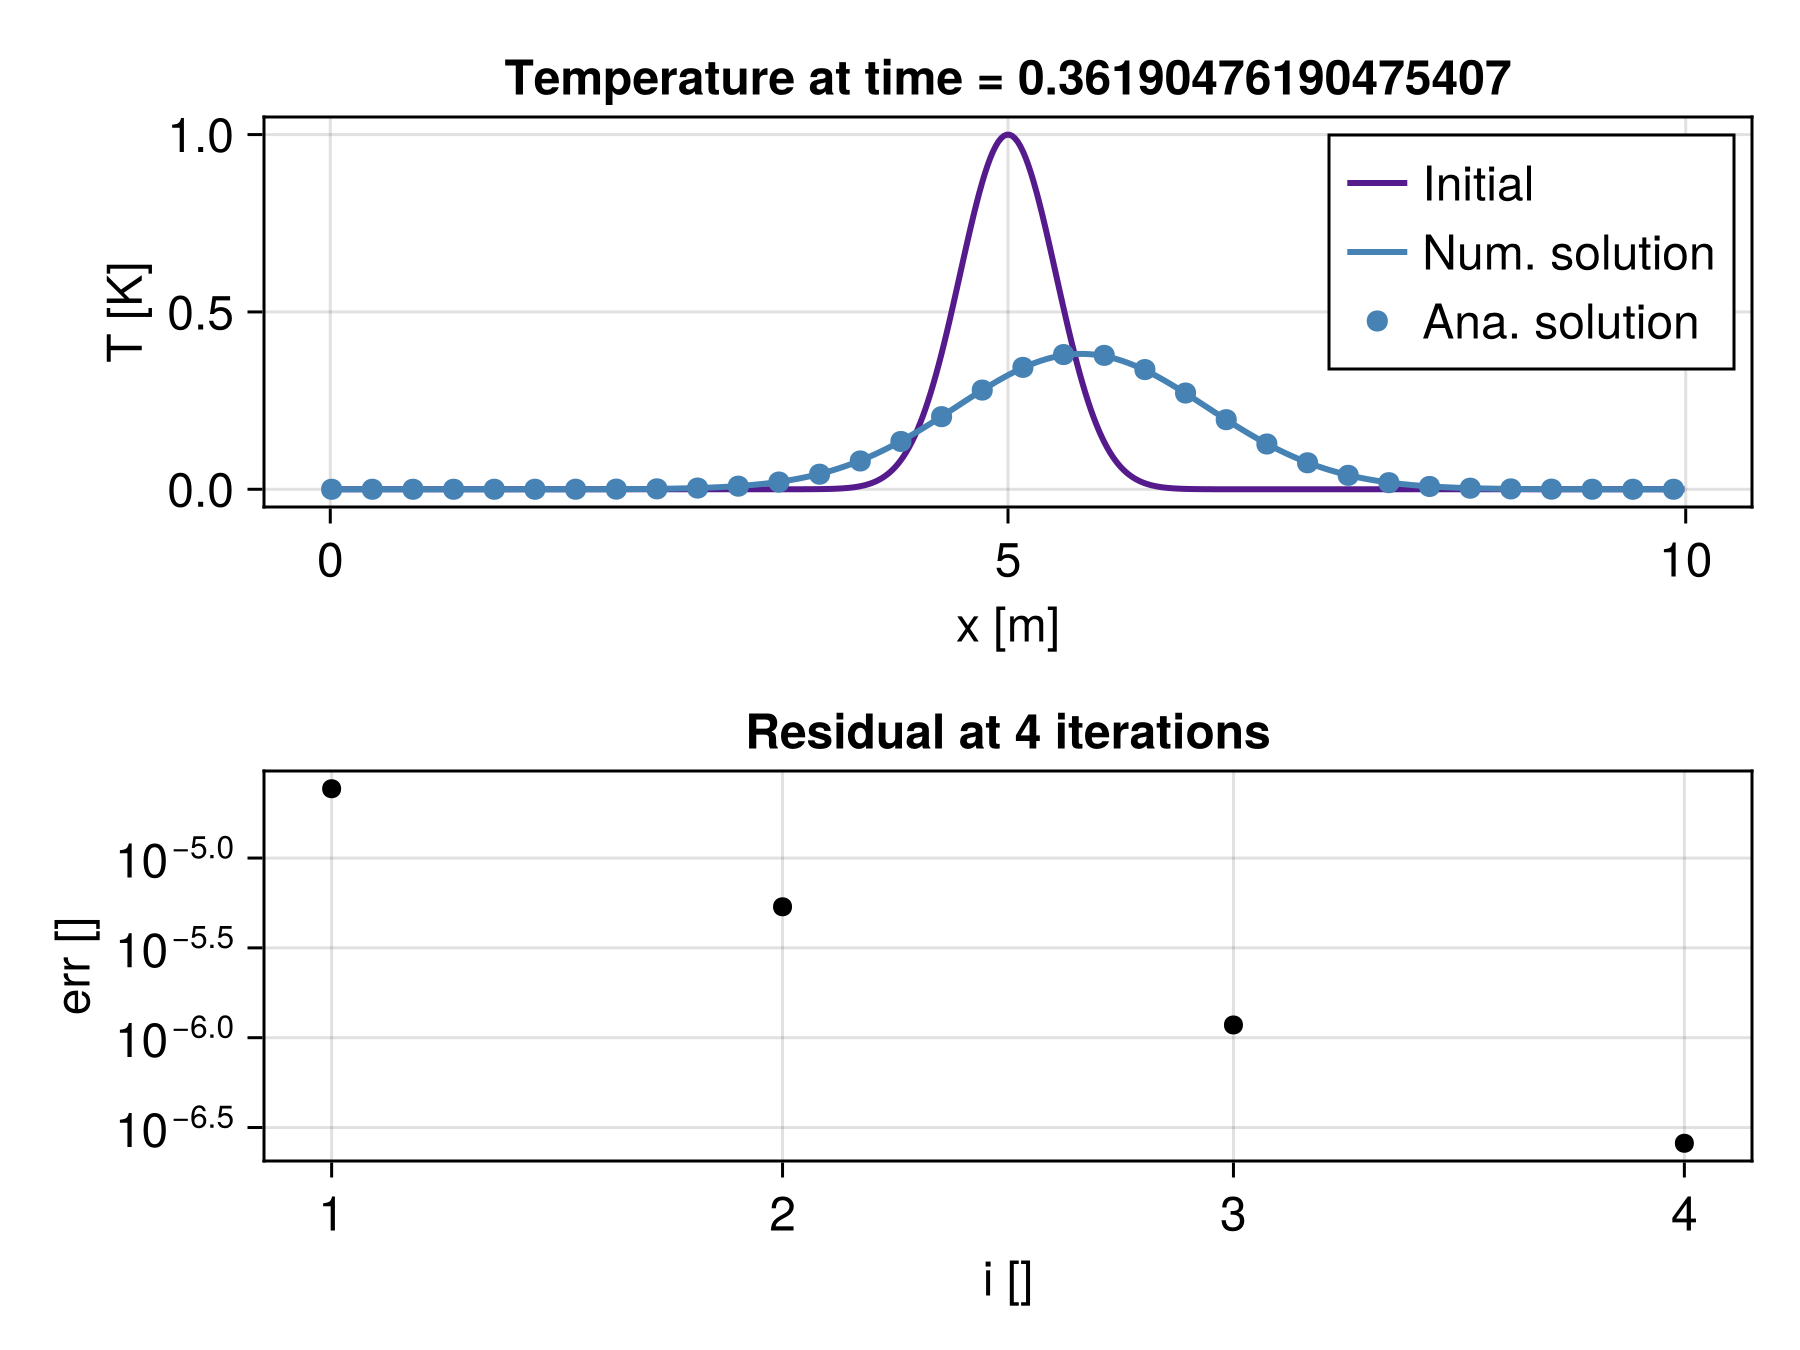 Temperature at time = 0.36190476190475407
T [K]
1.0
0.5
0.0
Initial
Num. solution
Ana. solution
0 5 10
x [m]
Residual at 4 iterations
err []
10−5.0
10−5.5
10−6.0
10−6.5
1 2 3 4
i []